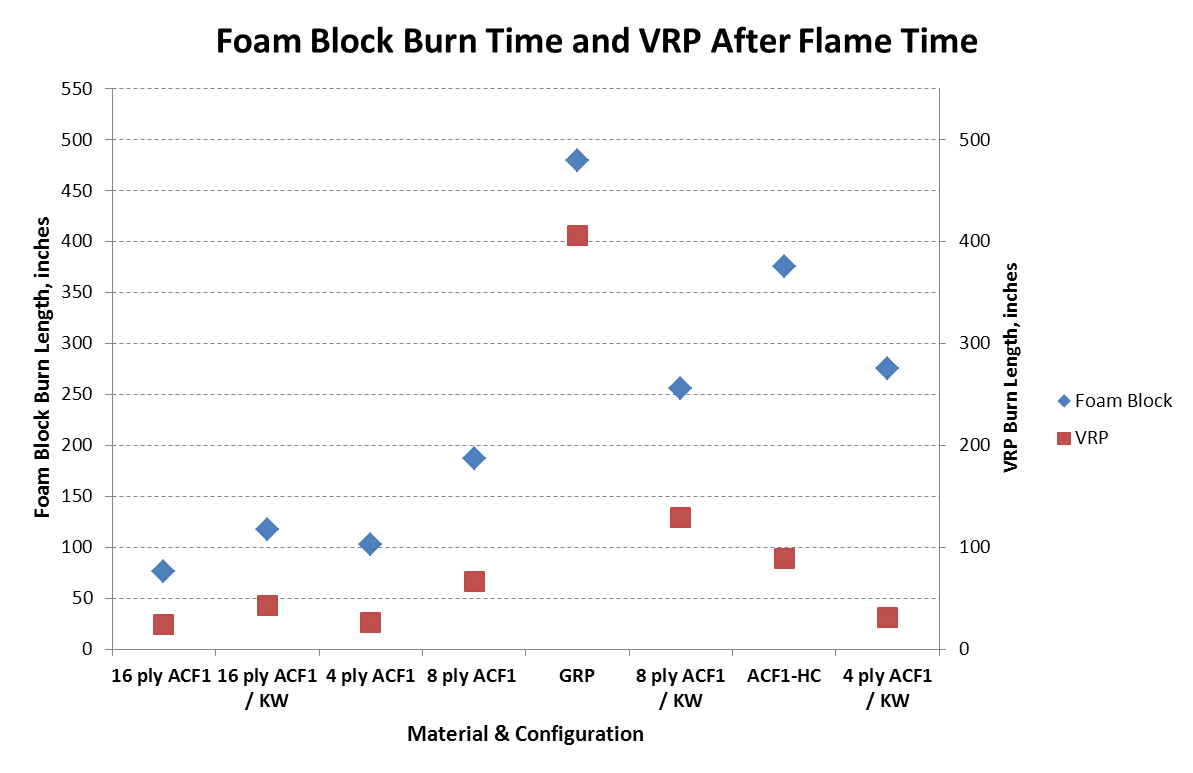 Foam Block Burn Time and VRP After Flame Time
Foam Block Burn Length, inches
550
500
450
400
350
300
250
200
150
100
50
0
500
400
300
200
100
0
VRP Burn Length, inches
Foam Block
VRP
16 ply ACF1
16 ply ACF1
/ KW
4 ply ACF1
8 ply ACF1
GRP
8 ply ACF1
/ KW
ACF1-HC
4 ply ACF1
/ KW
Material & Configuration